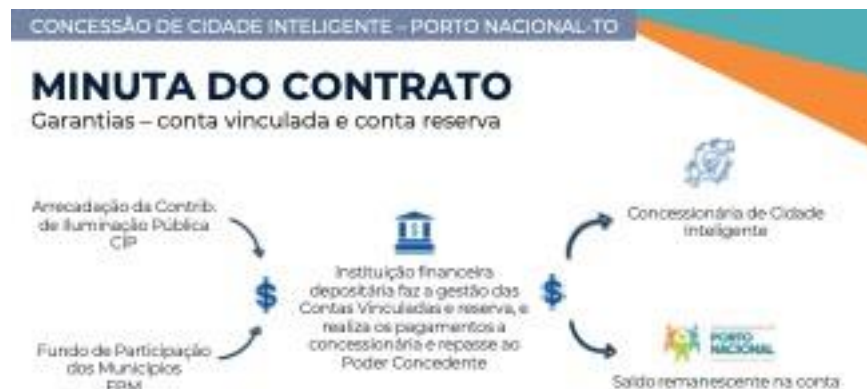 CONCESSÃO DE CIDADE INTELIGENTE – PORTO NACIONAL-TO
MINUTA DO CONTRATO
Garantias – conta vinculada e conta reserva
Arrecadação da Contrib.
de Iluminação Pública
CIP
Fundo de Participação
dos Municípios
FPM
$
Instituição financeira
depositária faz a gestão das
Contas Vinculadas e reserva, e
realiza os pagamentos a
concessionária e repasse ao
Poder Concedente
$
Concessionária de Cidade
Inteligente
PORTO
NACIONAL
Saldo remanescente na conta